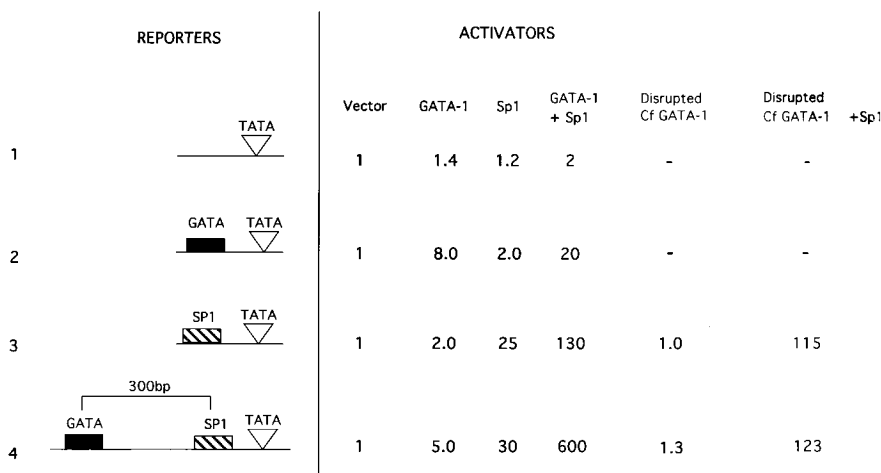 REPORTERS ACTIVATORS
Vector GATA-1 Sp1 GATA-1 + Sp1 Disrupted Cf GATA-1 Disrupted Cf GATA-1 +Sp1
TATA
1 1 1.4 1.2 2 - -
GATA TATA
2 1 8.0 2.0 20 - -
SP1 TATA
3 1 2.0 25 130 1.0 115
300bp
GATA SP1 TATA
4 1 5.0 30 600 1.3 123